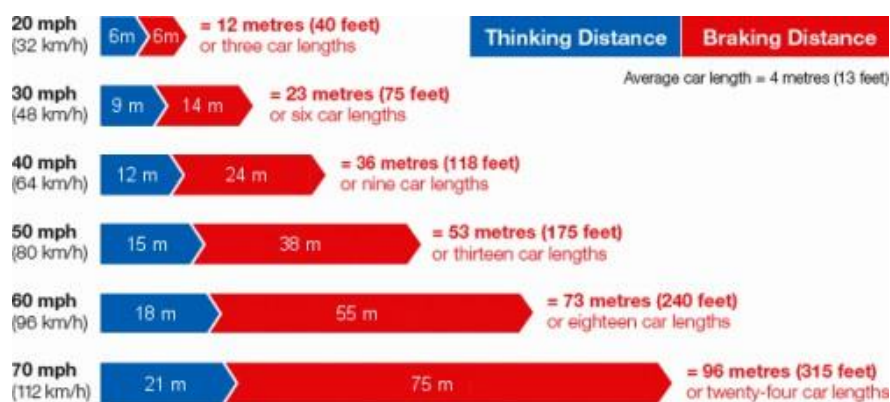 20 mph
(32 km/h)
6m 6m
= 12 metres (40 feet)
or three car lengths
Thinking Distance Braking Distance
Average car length = 4 metres (13 feet)
30 mph
(48 km/h)
9 m 14 m
= 23 metres (75 feet)
or six car lengths
40 mph
(64 km/h)
12 m 24 m
= 36 metres (118 feet)
or nine car lengths
50 mph
(80 km/h)
15 m 38 m
= 53 metres (175 feet)
or thirteen car lengths
60 mph
(96 km/h)
18 m 55 m
= 73 metres (240 feet)
or eighteen car lengths
70 mph
(112 km/h)
21 m 75 m
= 96 metres (315 feet)
or twenty-four car lengths